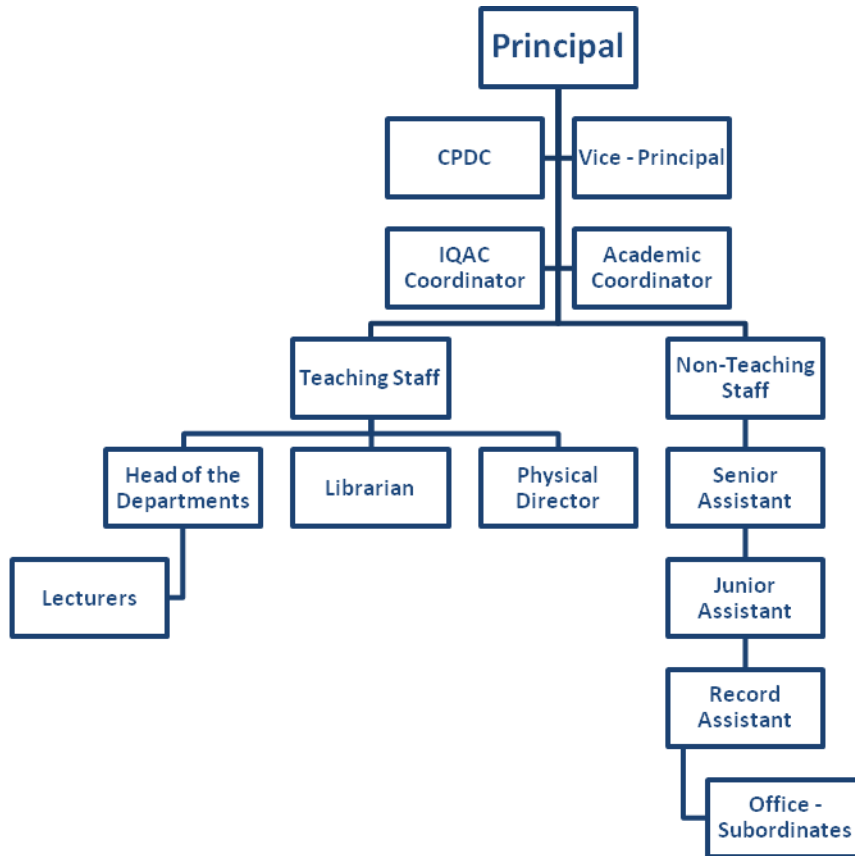 Principal
CPDC
Vice - Principal
IQAC
Coordinator
Academic
Coordinator
Teaching Staff
Non-Teaching
Staff
Head of the
Departments
Librarian
Physical
Director
Senior
Assistant
Lecturers
Junior
Assistant
Record
Assistant
Office -
Subordinates